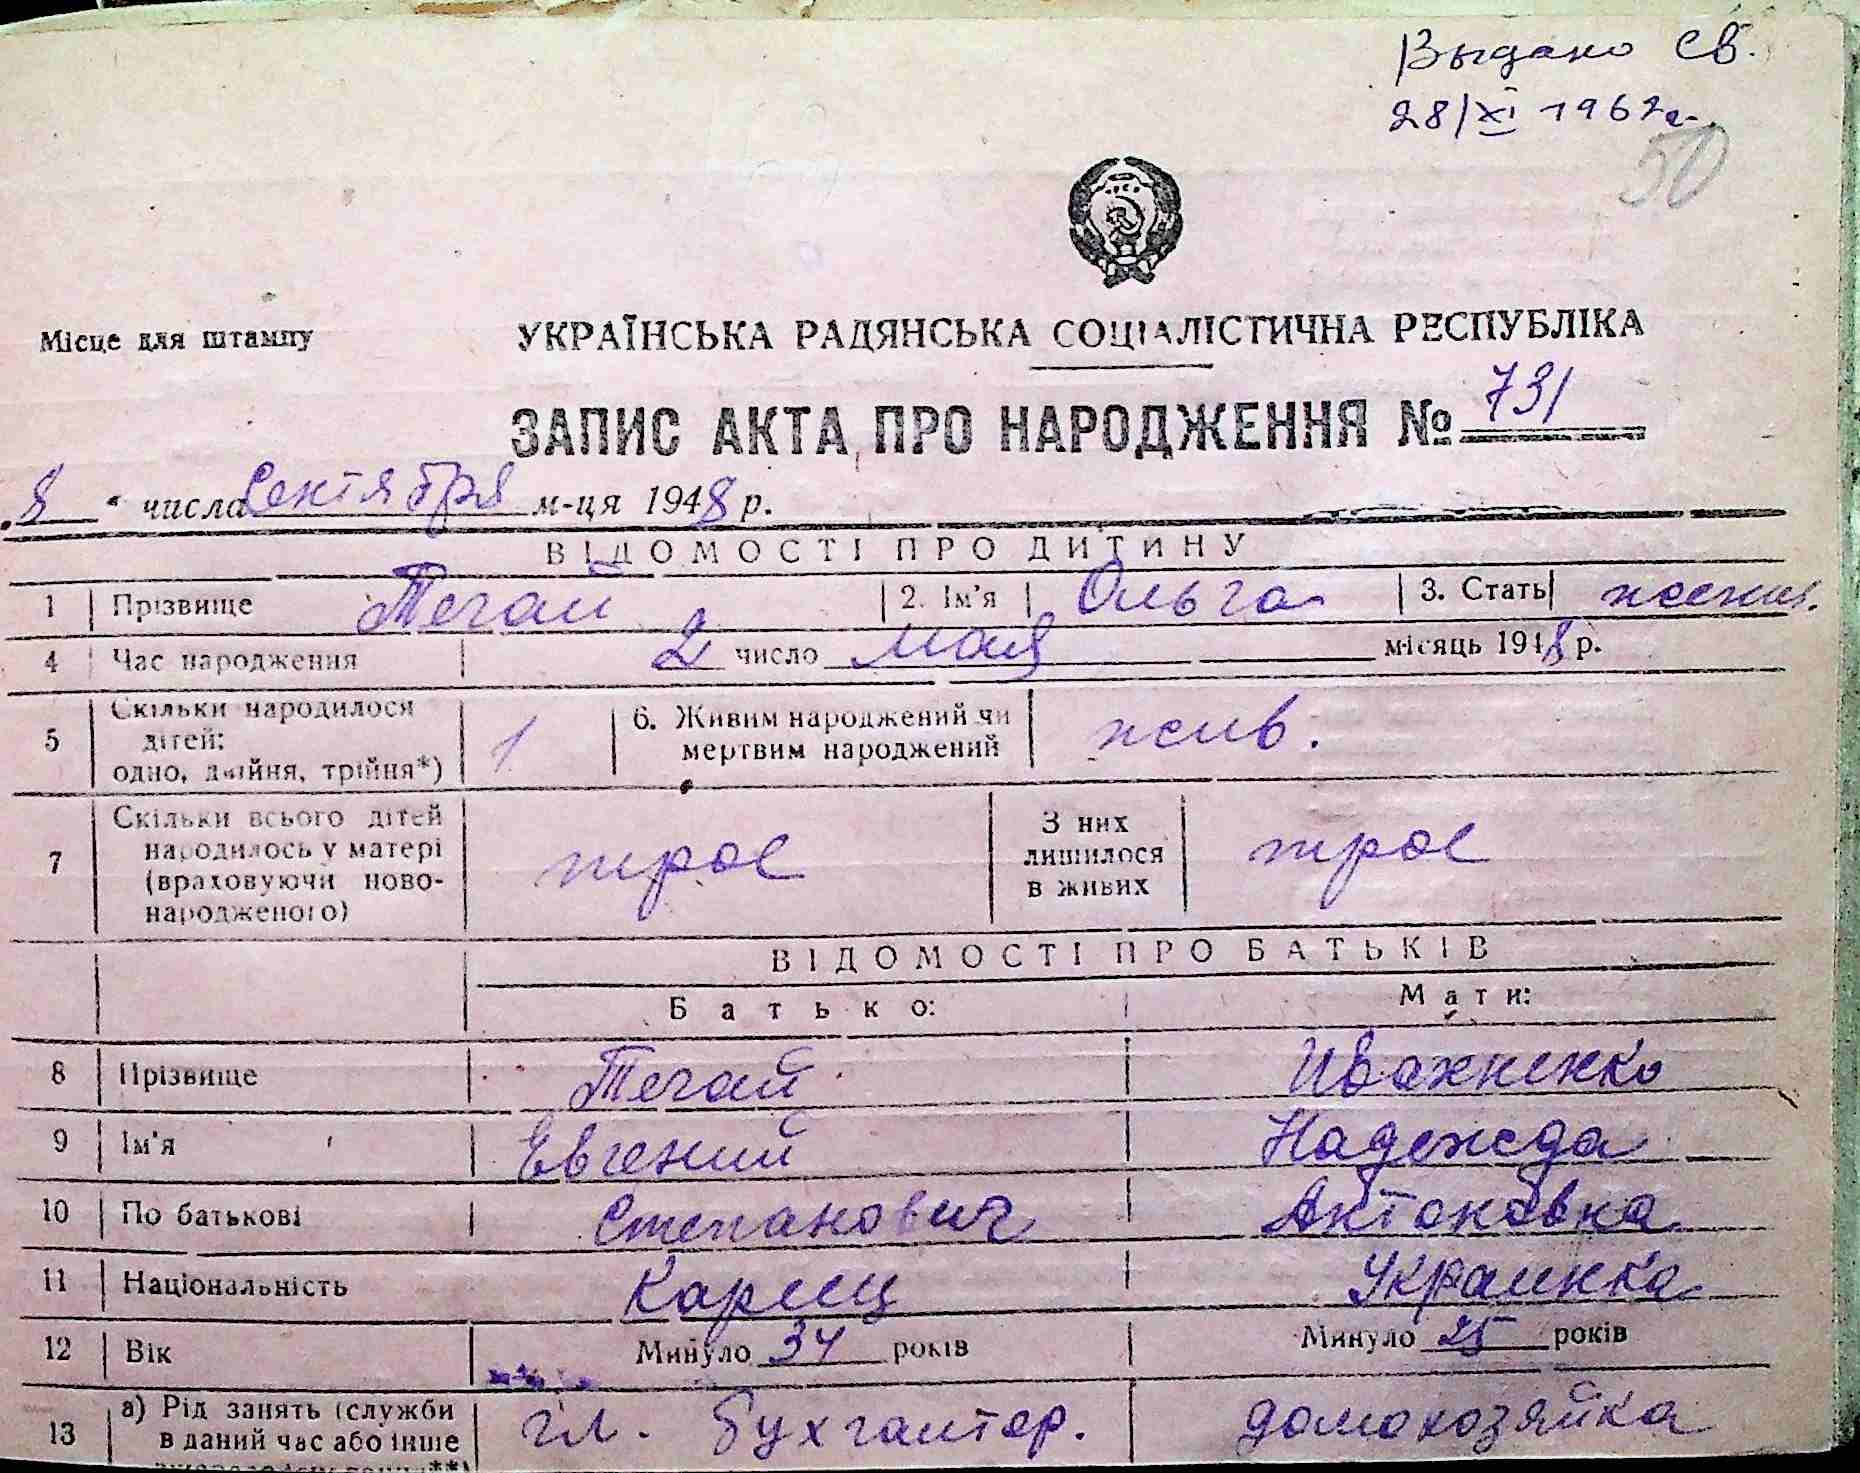 Выдано св.
28/XI 1967г.
50
Місце для штампу
УКРАЇНСЬКА РАДЯНСЬКА СОЦІАЛІСТИЧНА РЕСПУБЛІКА
ЗАПИС АКТА ПРО НАРОДЖЕННЯ № 731
8 " числа Сентября м-ця 1948 р.
ВІДОМОСТІ ПРО ДИТИНУ
1 Прізвище Тегай 2. Ім'я Ольга 3. Стать женск.
4 Час народження 2 число мая місяць 1948 р.
5 Скільки народилося дітей: одно, двійня, трійня*) 1 6. Живим народжений чи мертвим народжений жив.
7 Скільки всього дітей народилось у матері (враховуючи ново-народженого) трое З них лишилося в живих трое
ВІДОМОСТІ ПРО БАТЬКІВ
Батько: Мати:
8 Прізвище Тегай Ивахненко
9 Ім'я Евгений Надежда
10 По батькові Степанович Антоновна
11 Національність Кореец Украинка
12 Вік Минуло 34 років Минуло 25 років
13 а) Рід занять (служби в даний час або інше гл. бухгалтер. домохозяйка